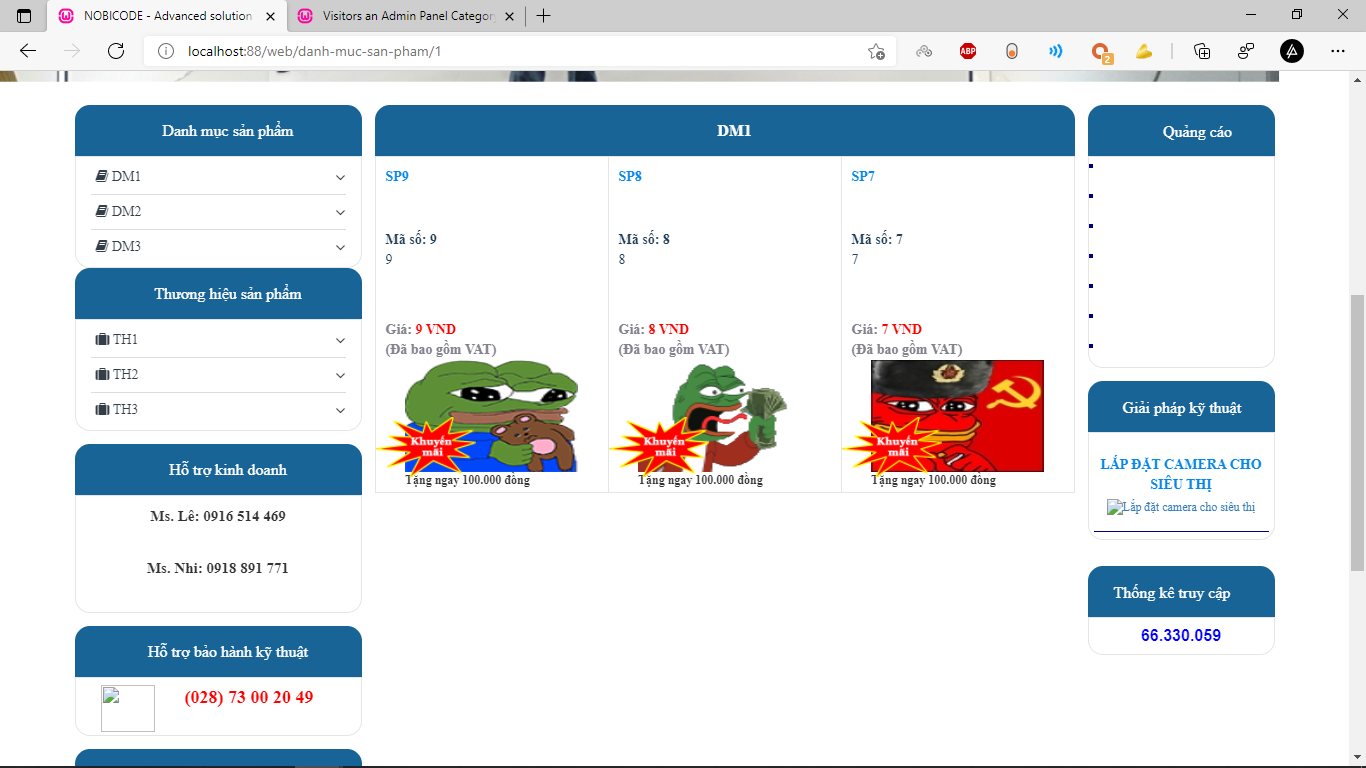 NOBICODE - Advanced solution
Visitors an Admin Panel Categor
localhost:88/web/danh-muc-san-pham/1
ABP
2
Danh mục sản phẩm
DM1
DM2
DM3
Thương hiệu sản phẩm
TH1
TH2
TH3
Hỗ trợ kinh doanh
Ms. Lê: 0916 514 469
Ms. Nhi: 0918 891 771
Hỗ trợ bảo hành kỹ thuật
(028) 73 00 20 49
DM1
SP9
Mã số: 9
9
Giá: 9 VND
(Đã bao gồm VAT)
Khuyến
mãi
Tặng ngay 100.000 đồng
SP8
Mã số: 8
8
Giá: 8 VND
(Đã bao gồm VAT)
Khuyến
mãi
Tặng ngay 100.000 đồng
SP7
Mã số: 7
7
Giá: 7 VND
(Đã bao gồm VAT)
Khuyến
mãi
Tặng ngay 100.000 đồng
Quảng cáo
Giải pháp kỹ thuật
LẮP ĐẶT CAMERA CHO
SIÊU THỊ
Lắp đặt camera cho siêu thị
Thống kê truy cập
66.330.059